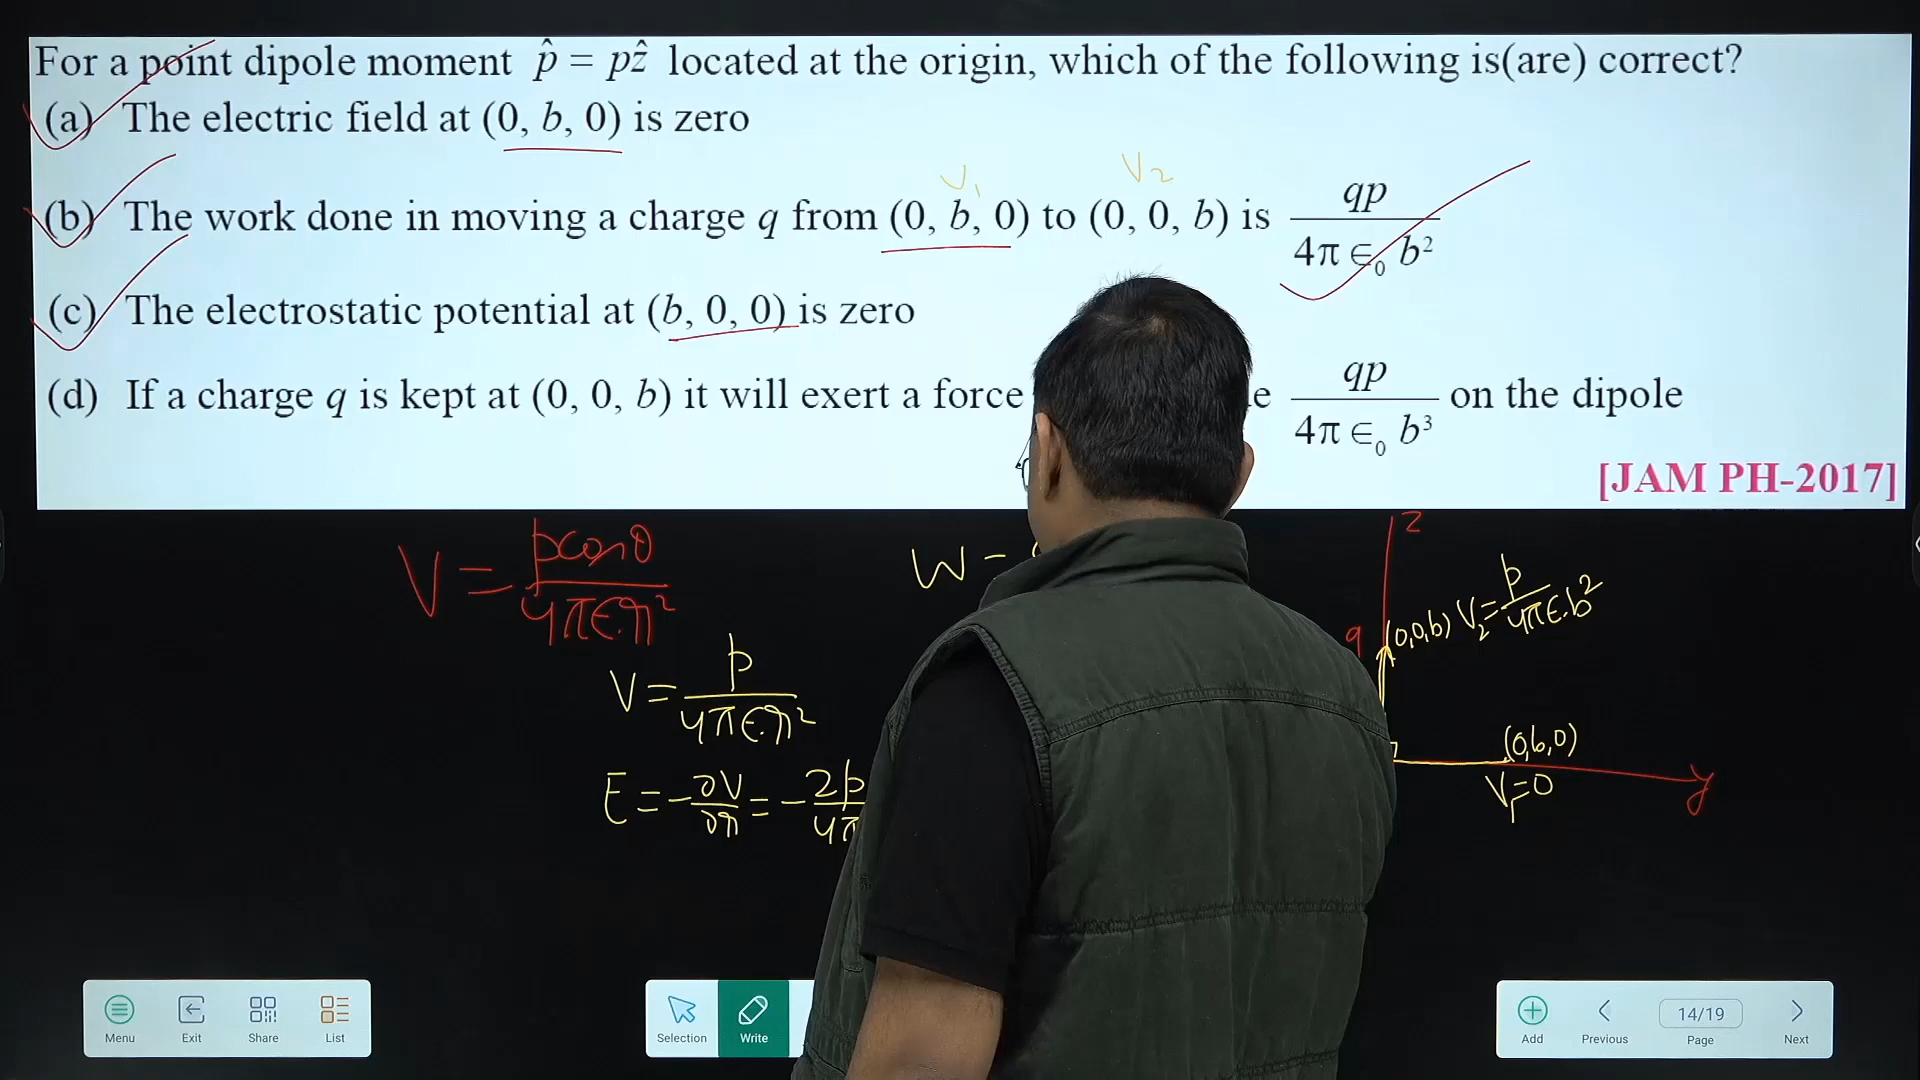 For a point dipole moment p̂ = pẑ located at the origin, which of the following is(are) correct?
(a) The electric field at (0, b, 0) is zero
V₁ V₂
(b) The work done in moving a charge q from (0, b, 0) to (0, 0, b) is qp / 4π∈₀ b²
(c) The electrostatic potential at (b, 0, 0) is zero
(d) If a charge q is kept at (0, 0, b) it will exert a force qp / 4π∈₀ b³ on the dipole
[JAM PH-2017]
V = pcosθ / 4π∈₀r²
W =
z
q (0,0,b) V₂ = p / 4π∈₀b²
V = p / 4π∈₀r²
(0,b,0)
V₁=0
y
E = -∂V/∂r = - 2p / 4π
Menu Exit Share List
Selection Write
Add Previous 14/19 Page Next